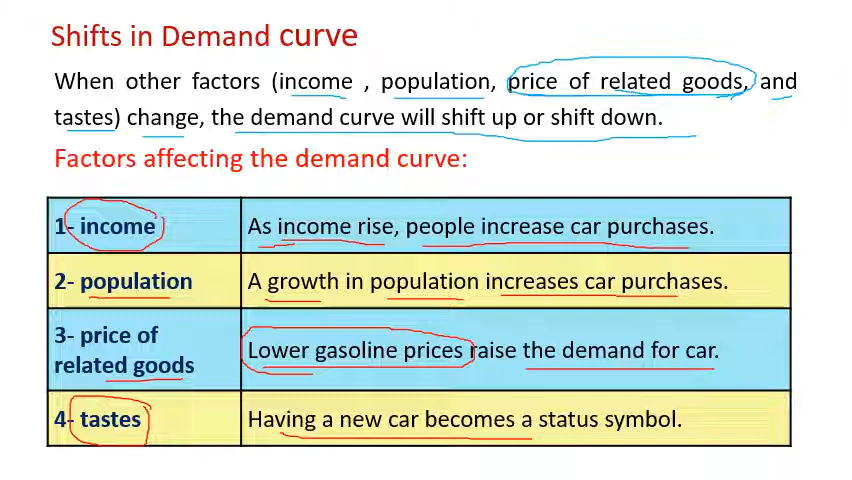 Shifts in Demand curve
When other factors (income , population, price of related goods, and
tastes) change, the demand curve will shift up or shift down.
Factors affecting the demand curve:
1- income
As income rise, people increase car purchases.
2- population
A growth in population increases car purchases.
3- price of
related goods
Lower gasoline prices raise the demand for car.
4- tastes
Having a new car becomes a status symbol.